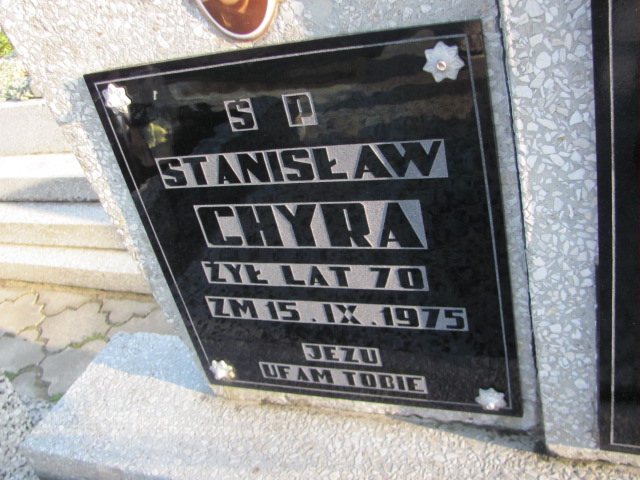 S P
STANISŁAW
CHYRA
ŻYŁ LAT 70
ZM 15.IX.1975
JEZU
UFAM TOBIE